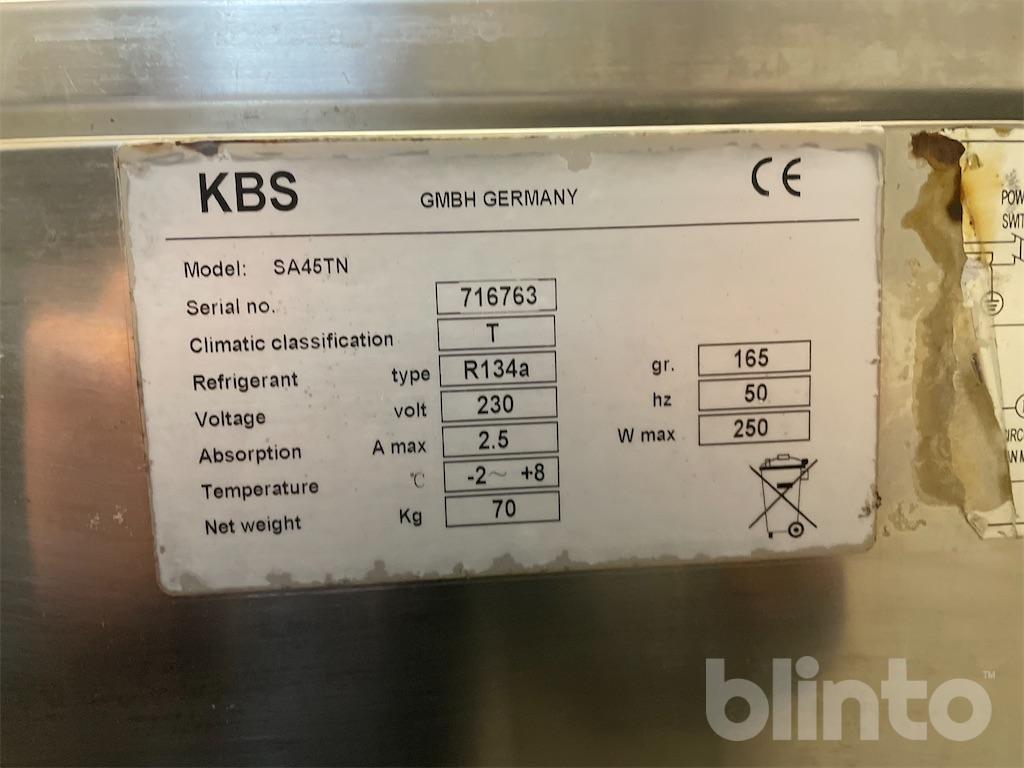 KBS GMBH GERMANY CE
Model: SA45TN
Serial no. 716763
Climatic classification T
Refrigerant type R134a gr. 165
Voltage volt 230 hz 50
Absorption A max 2.5 W max 250
Temperature ℃ -2~ +8
Net weight Kg 70
blinto™